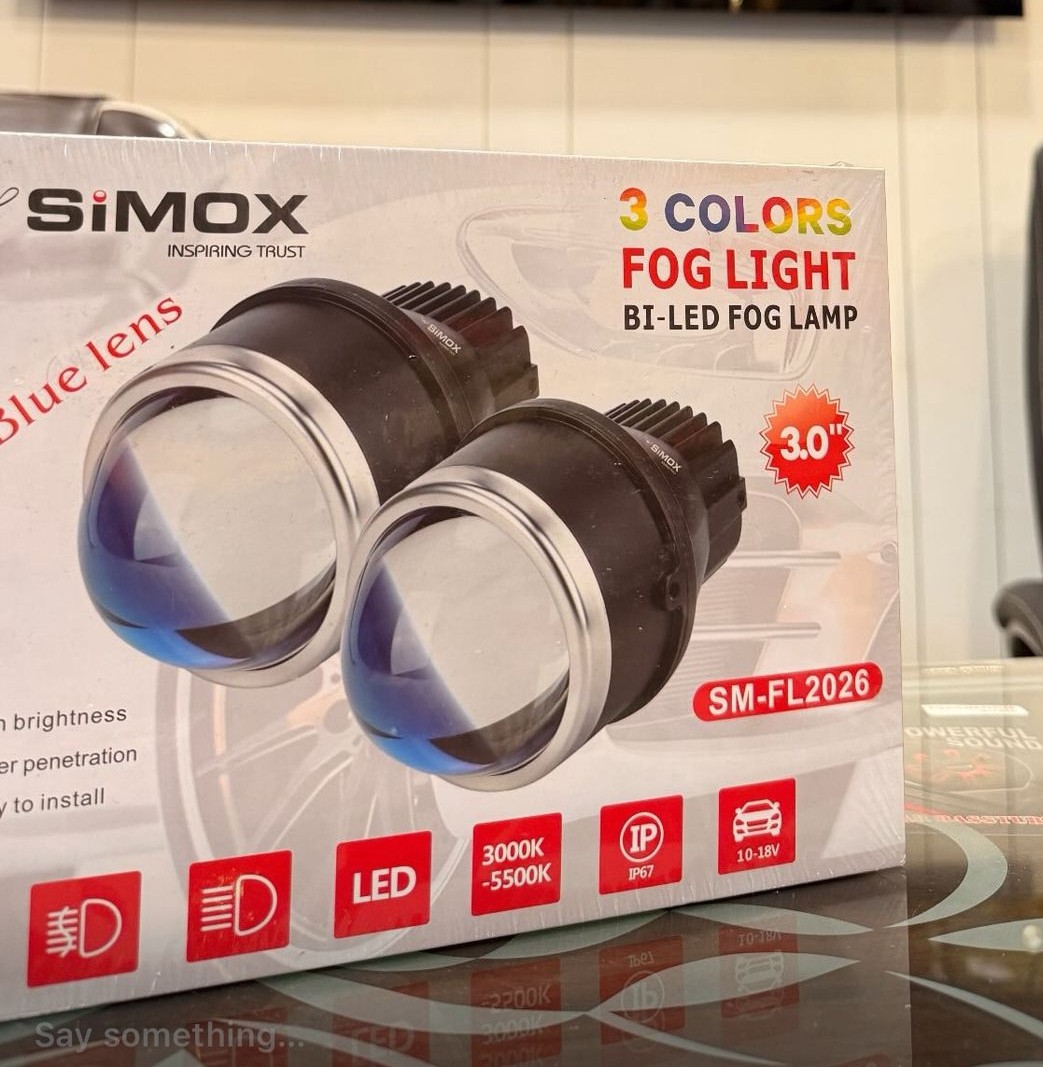 SiMOX
INSPIRING TRUST
3 COLORS
FOG LIGHT
BI-LED FOG LAMP
Blue lens
SiMOX
SiMOX
3.0"
SM-FL2026
brightness
penetration
to install
LED
3000K
-5500K
IP
IP67
10-18V
SOUND
Say something...